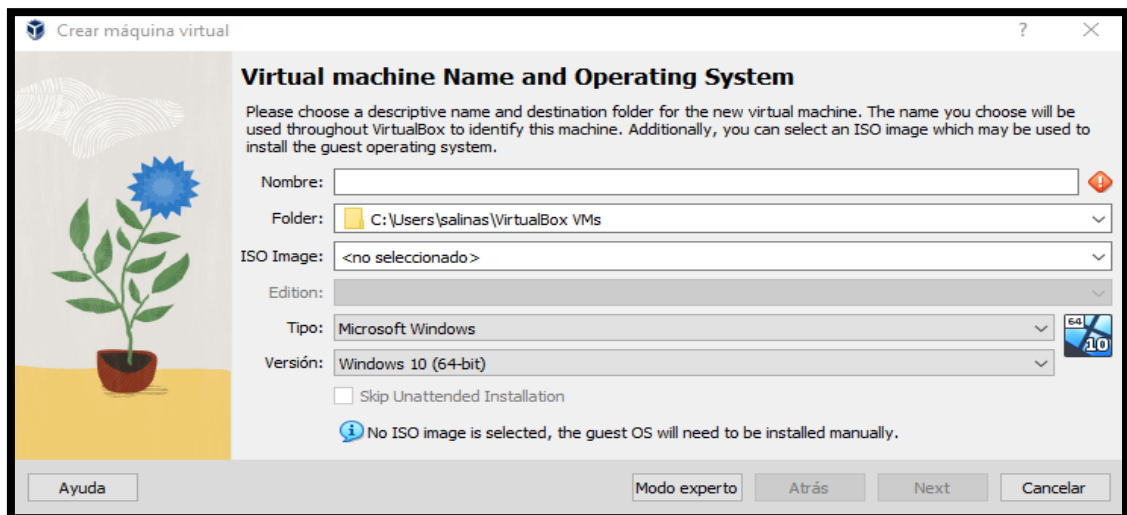 Crear máquina virtual
?
Virtual machine Name and Operating System
Please choose a descriptive name and destination folder for the new virtual machine. The name you choose will be
used throughout VirtualBox to identify this machine. Additionally, you can select an ISO image which may be used to
install the guest operating system.
Nombre:
Folder: C:\Users\salinas\VirtualBox VMs
ISO Image: <no seleccionado>
Edition:
Tipo: Microsoft Windows
64
10
Versión: Windows 10 (64-bit)
Skip Unattended Installation
No ISO image is selected, the guest OS will need to be installed manually.
Ayuda Modo experto Atrás Next Cancelar